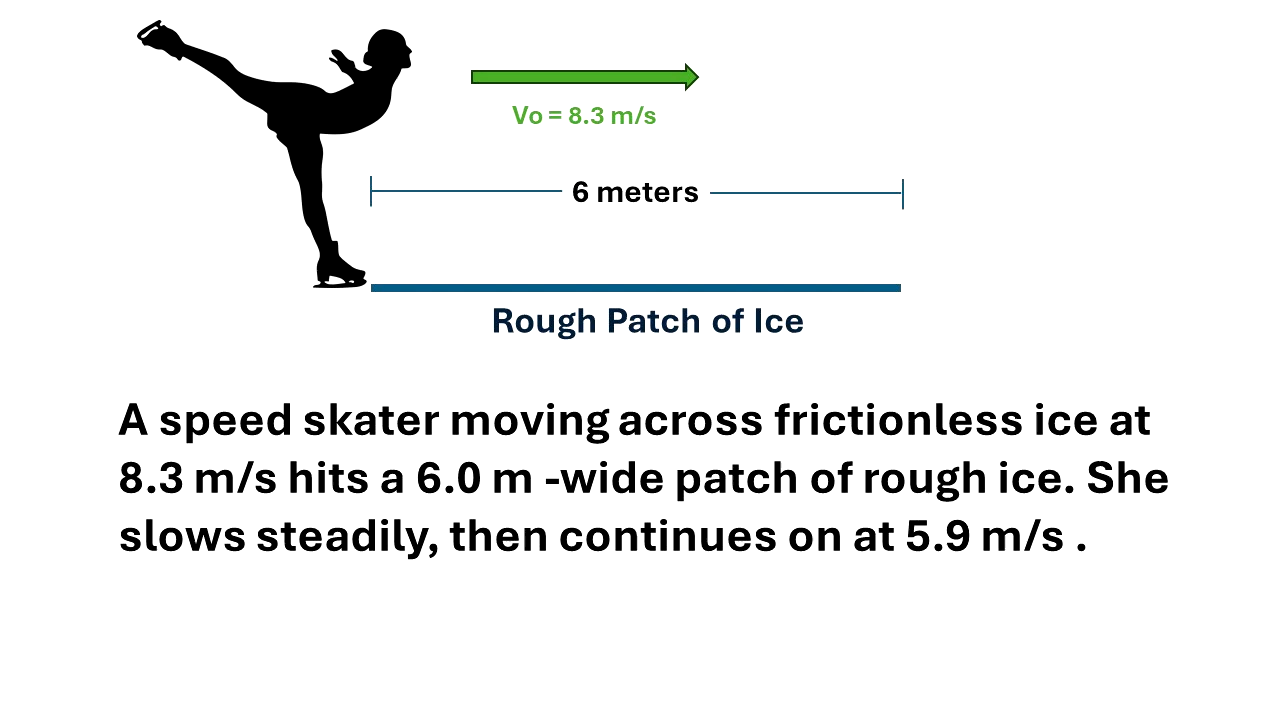 Vo = 8.3 m/s
6 meters
Rough Patch of Ice
A speed skater moving across frictionless ice at
8.3 m/s hits a 6.0 m -wide patch of rough ice. She
slows steadily, then continues on at 5.9 m/s .